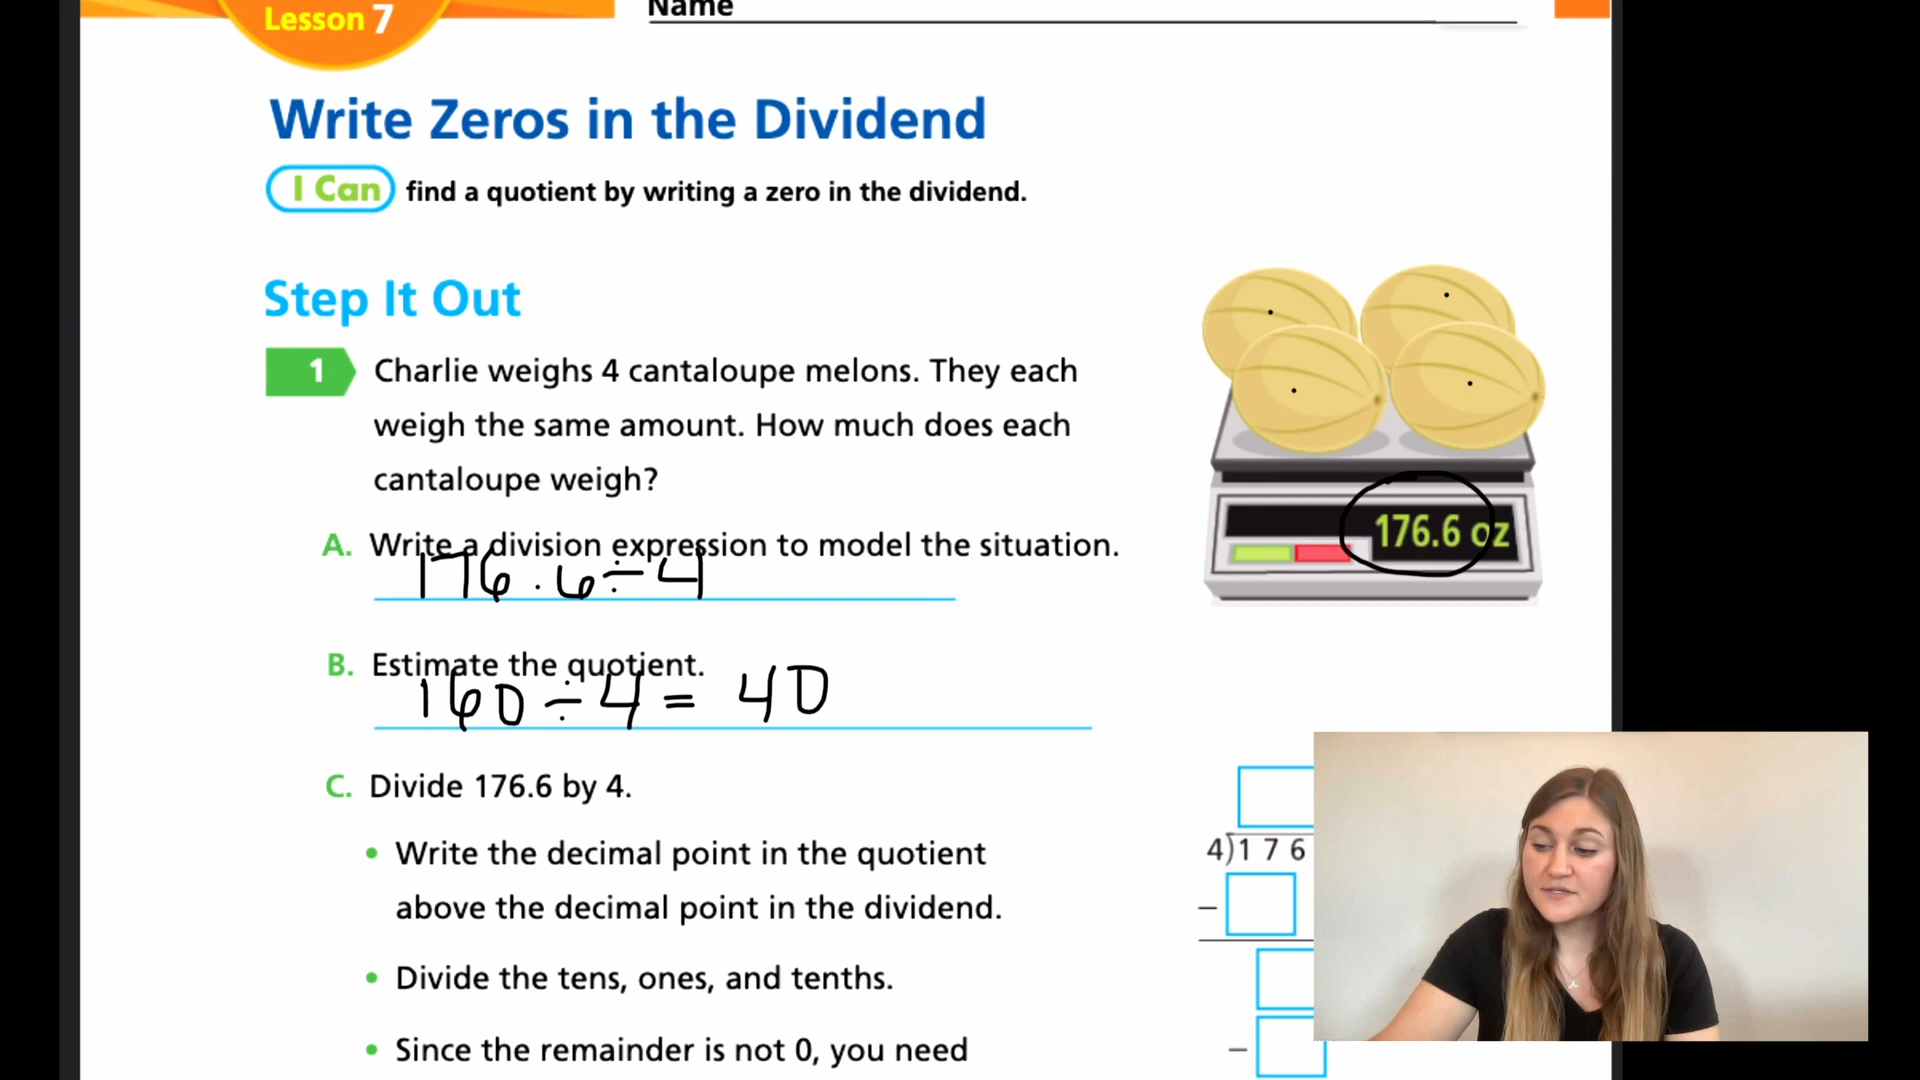 Lesson 7
Name
Write Zeros in the Dividend
I Can find a quotient by writing a zero in the dividend.
Step It Out
1 Charlie weighs 4 cantaloupe melons. They each
weigh the same amount. How much does each
cantaloupe weigh?
176.6 oz
A. Write a division expression to model the situation.
176.6÷4
B. Estimate the quotient.
160÷4= 40
C. Divide 176.6 by 4.
• Write the decimal point in the quotient
above the decimal point in the dividend.
• Divide the tens, ones, and tenths.
• Since the remainder is not 0, you need
4)176
−
−